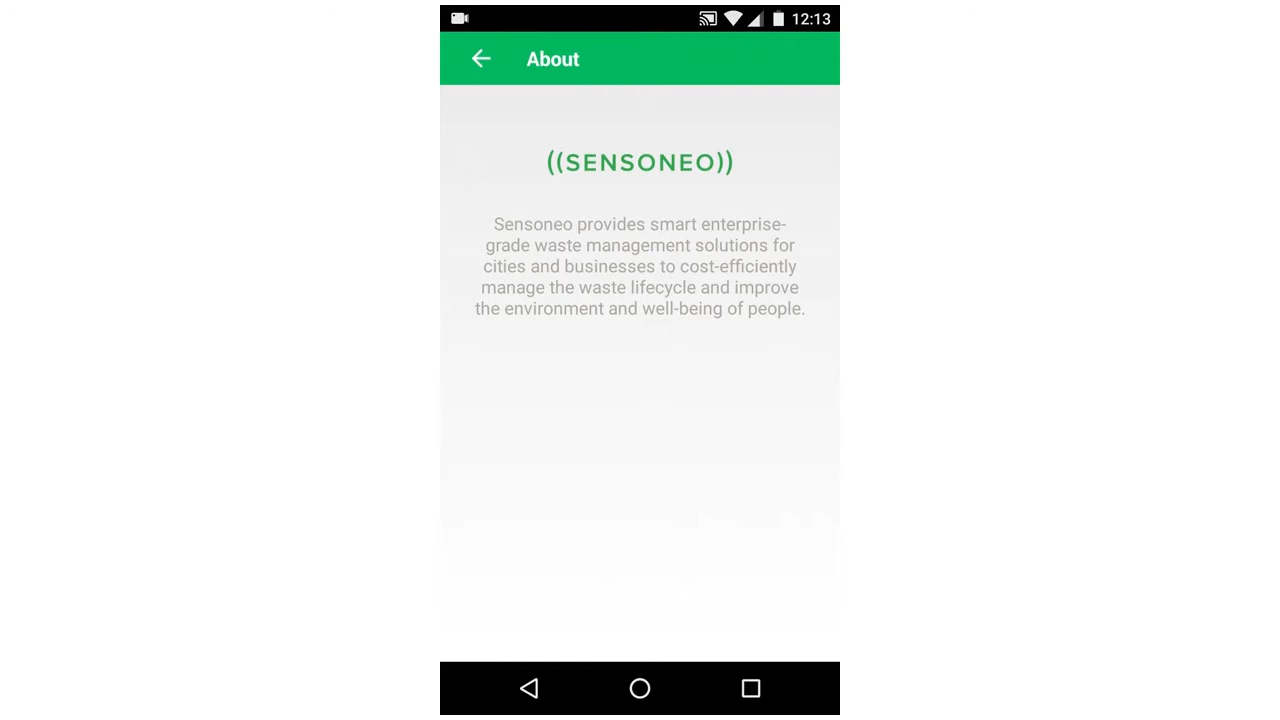 12:13
About
((SENSONEO))
Sensoneo provides smart enterprise-
grade waste management solutions for
cities and businesses to cost-efficiently
manage the waste lifecycle and improve
the environment and well-being of people.